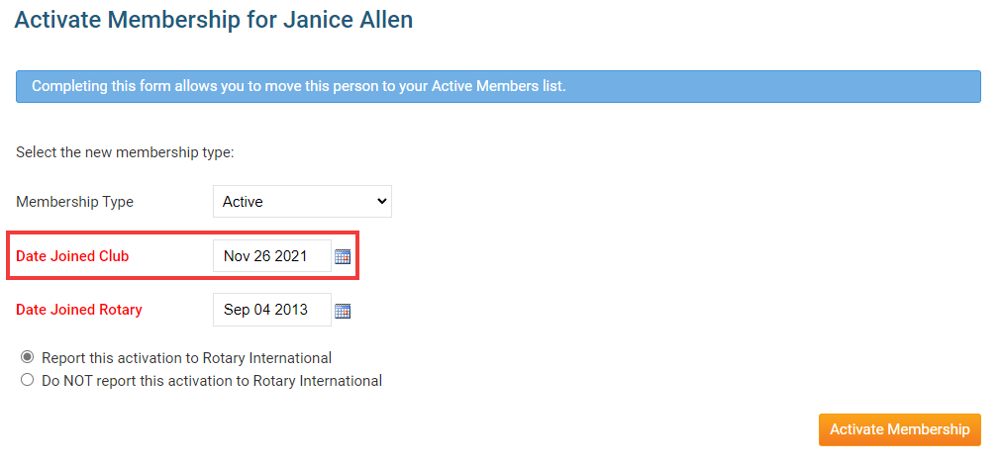 Activate Membership for Janice Allen
Completing this form allows you to move this person to your Active Members list.
Select the new membership type:
Membership Type Active
Date Joined Club Nov 26 2021
Date Joined Rotary Sep 04 2013
Report this activation to Rotary International
Do NOT report this activation to Rotary International
Activate Membership